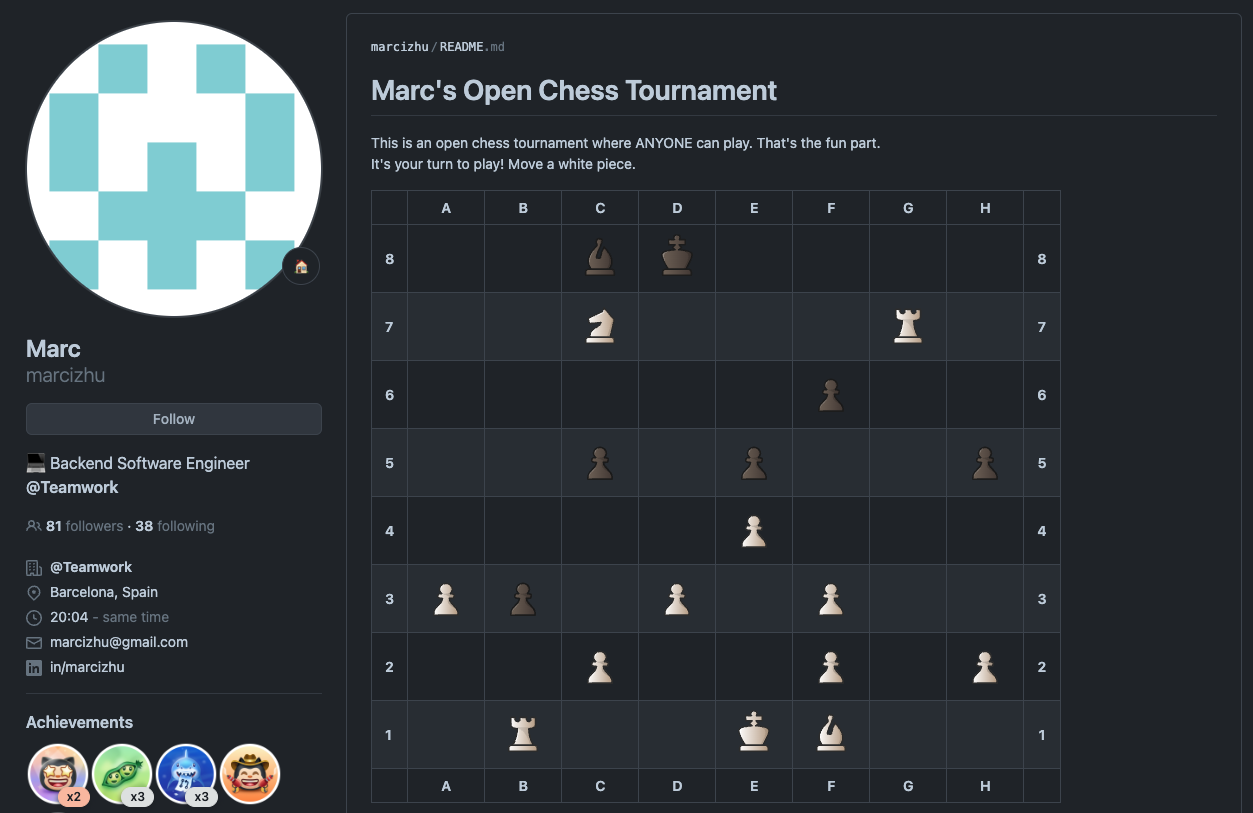 Marc
marcizhu
Follow
Backend Software Engineer
@Teamwork
81 followers · 38 following
@Teamwork
Barcelona, Spain
20:04 - same time
marcizhu@gmail.com
in/marcizhu
Achievements
x2
x3
x3
marcizhu/README.md
Marc's Open Chess Tournament
This is an open chess tournament where ANYONE can play. That's the fun part.
It's your turn to play! Move a white piece.
A B C D E F G H
8 8
7 7
6 6
5 5
4 4
3 3
2 2
1 1
A B C D E F G H